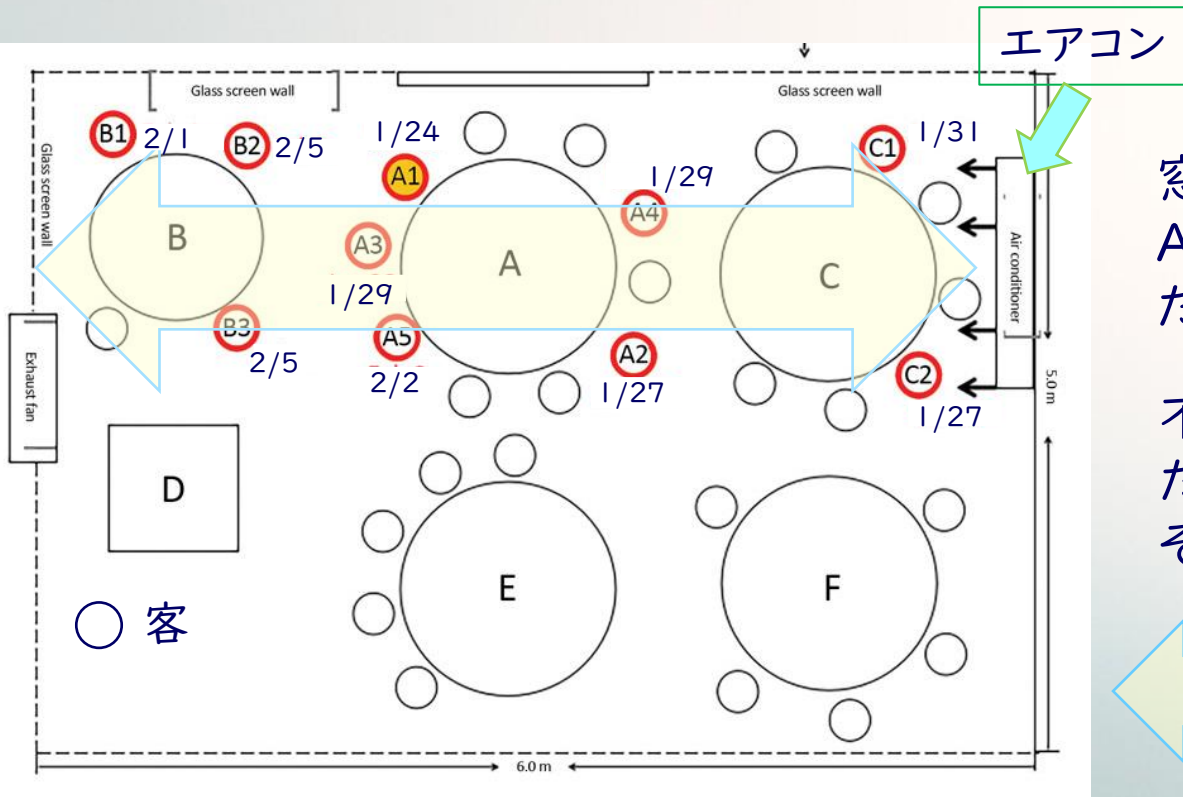 エアコン
Glass screen wall
Glass screen wall
B1
2/1
B2
2/5
1/24
A1
1/29
A4
C1
1/31
Glass screen wall
B
A3
1/29
A
C
Air conditioner
B3
2/5
A5
2/2
A2
1/27
C2
1/27
Exhaust fan
5.0 m
D
E
F
客
6.0 m
窓
A
不